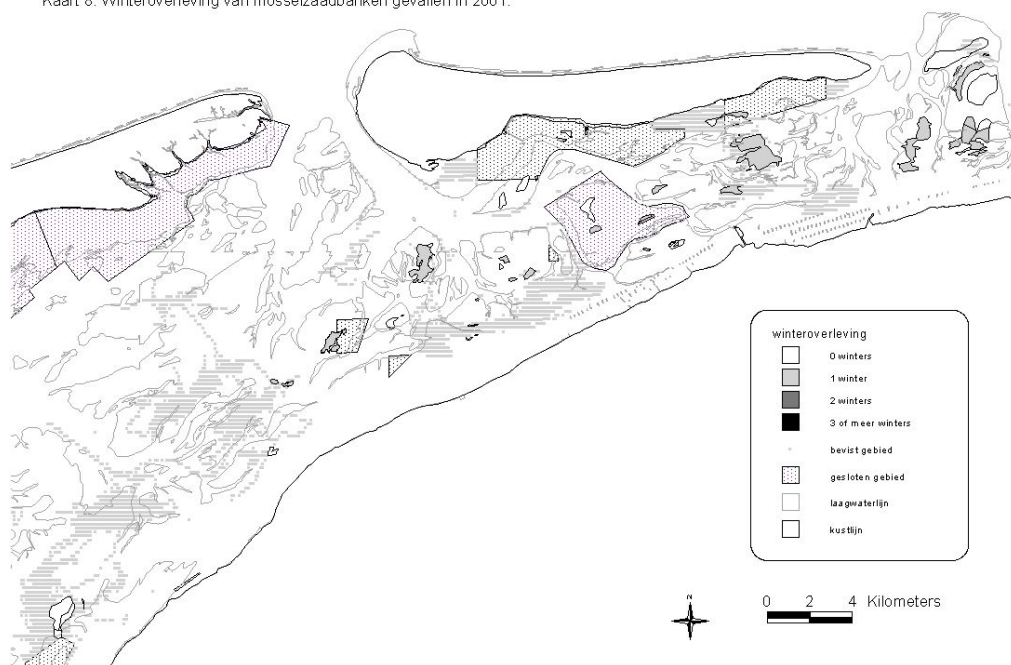 Kaart 8. Winteroverleving van mosselzaadbanken gevallen in 2001.
winteroverleving
0 winters
1 winter
2 winters
3 of meer winters
bevist gebied
gesloten gebied
laagwaterlijn
kustlijn
N
0 2 4 Kilometers